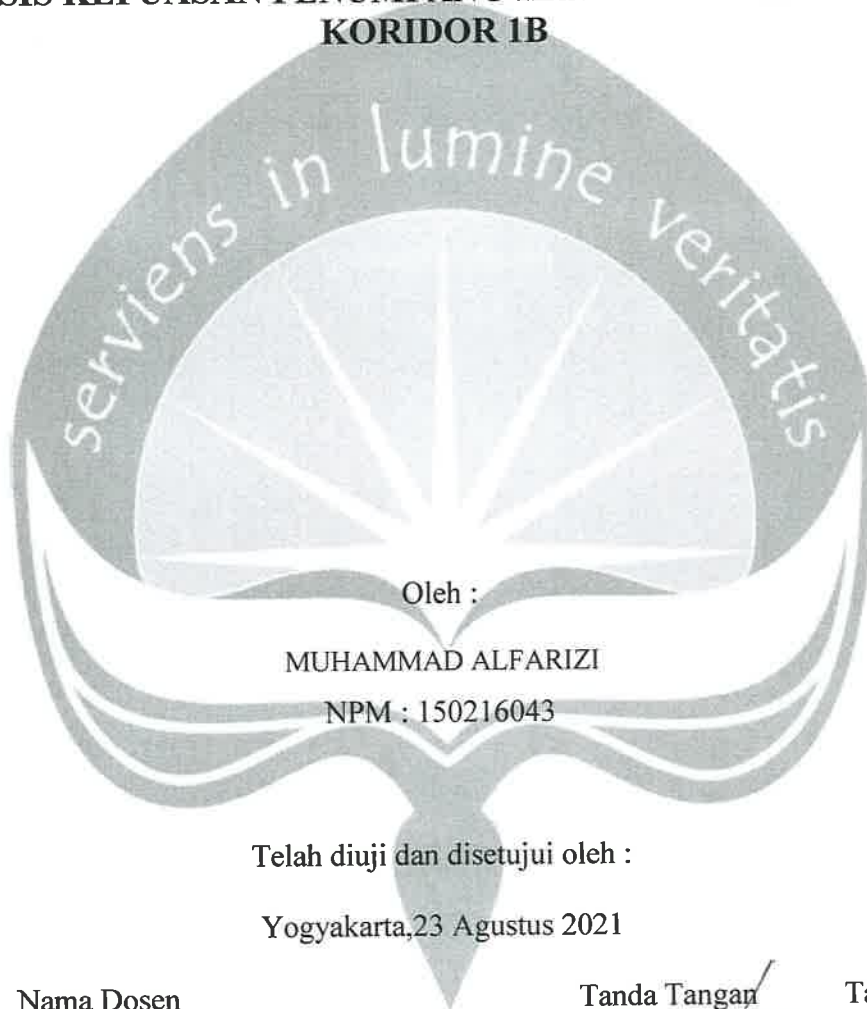 KEPUASAN
KORIDOR 1B
serviens in lumine veritatis
Oleh :
MUHAMMAD ALFARIZI
NPM : 150216043
Telah diuji dan disetujui oleh :
Yogyakarta,23 Agustus 2021
Nama Dosen Tanda Tangan